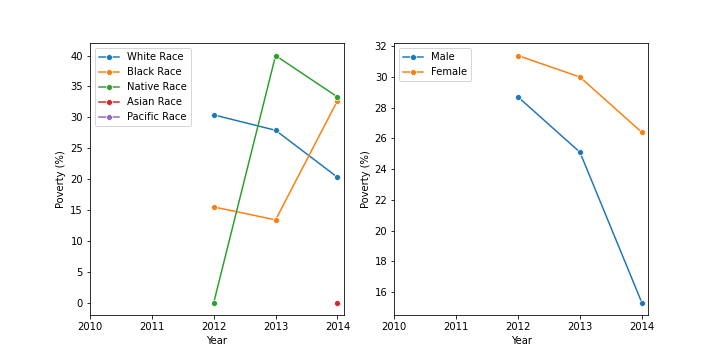 White Race
Black Race
Native Race
Asian Race
Pacific Race
40
35
30
25
20
15
10
5
0
Poverty (%)
2010 2011 2012 2013 2014
Year
Male
Female
32
30
28
26
24
22
20
18
16
Poverty (%)
2010 2011 2012 2013 2014
Year